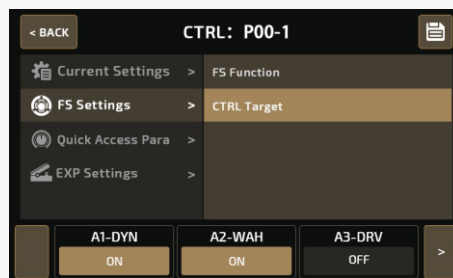 < BACK
CTRL: P00-1
Current Settings >
FS Function
FS Settings >
CTRL Target
Quick Access Para >
EXP Settings >
A1-DYN
A2-WAH
A3-DRV
ON
ON
OFF
>